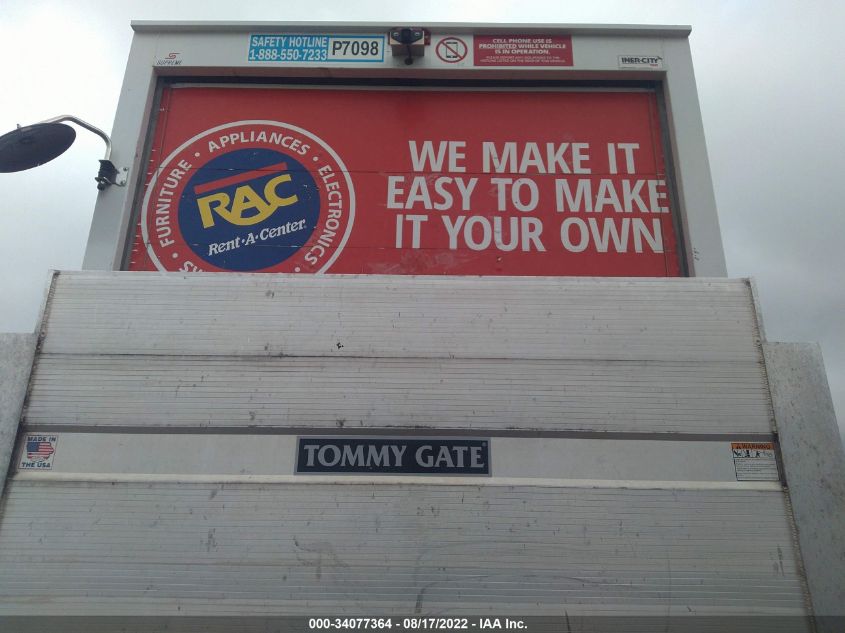 SAFETY HOTLINE
1-888-550-7233
P7098
CELL PHONE USE IS
PROHIBITED WHILE VEHICLE
IS IN OPERATION.
SUPREME
INER-CITY
FURNITURE • APPLIANCES • ELECTRONICS
RAC
Rent-A-Center
WE MAKE IT
EASY TO MAKE
IT YOUR OWN
MADE IN
THE USA
TOMMY GATE
WARNING
000-34077364 - 08/17/2022 - IAA Inc.